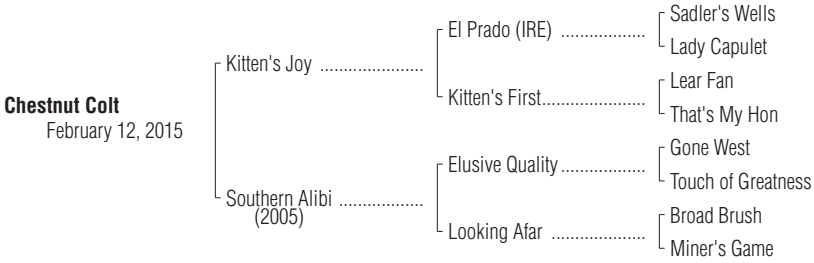 Sadler's Wells
El Prado (IRE) ..................
Lady Capulet
Kitten's Joy ......................
Lear Fan
Kitten's First......................
That's My Hon
Chestnut Colt
February 12, 2015
Gone West
Elusive Quality ..................
Touch of Greatness
Southern Alibi ..................
(2005)
Broad Brush
Looking Afar ....................
Miner's Game